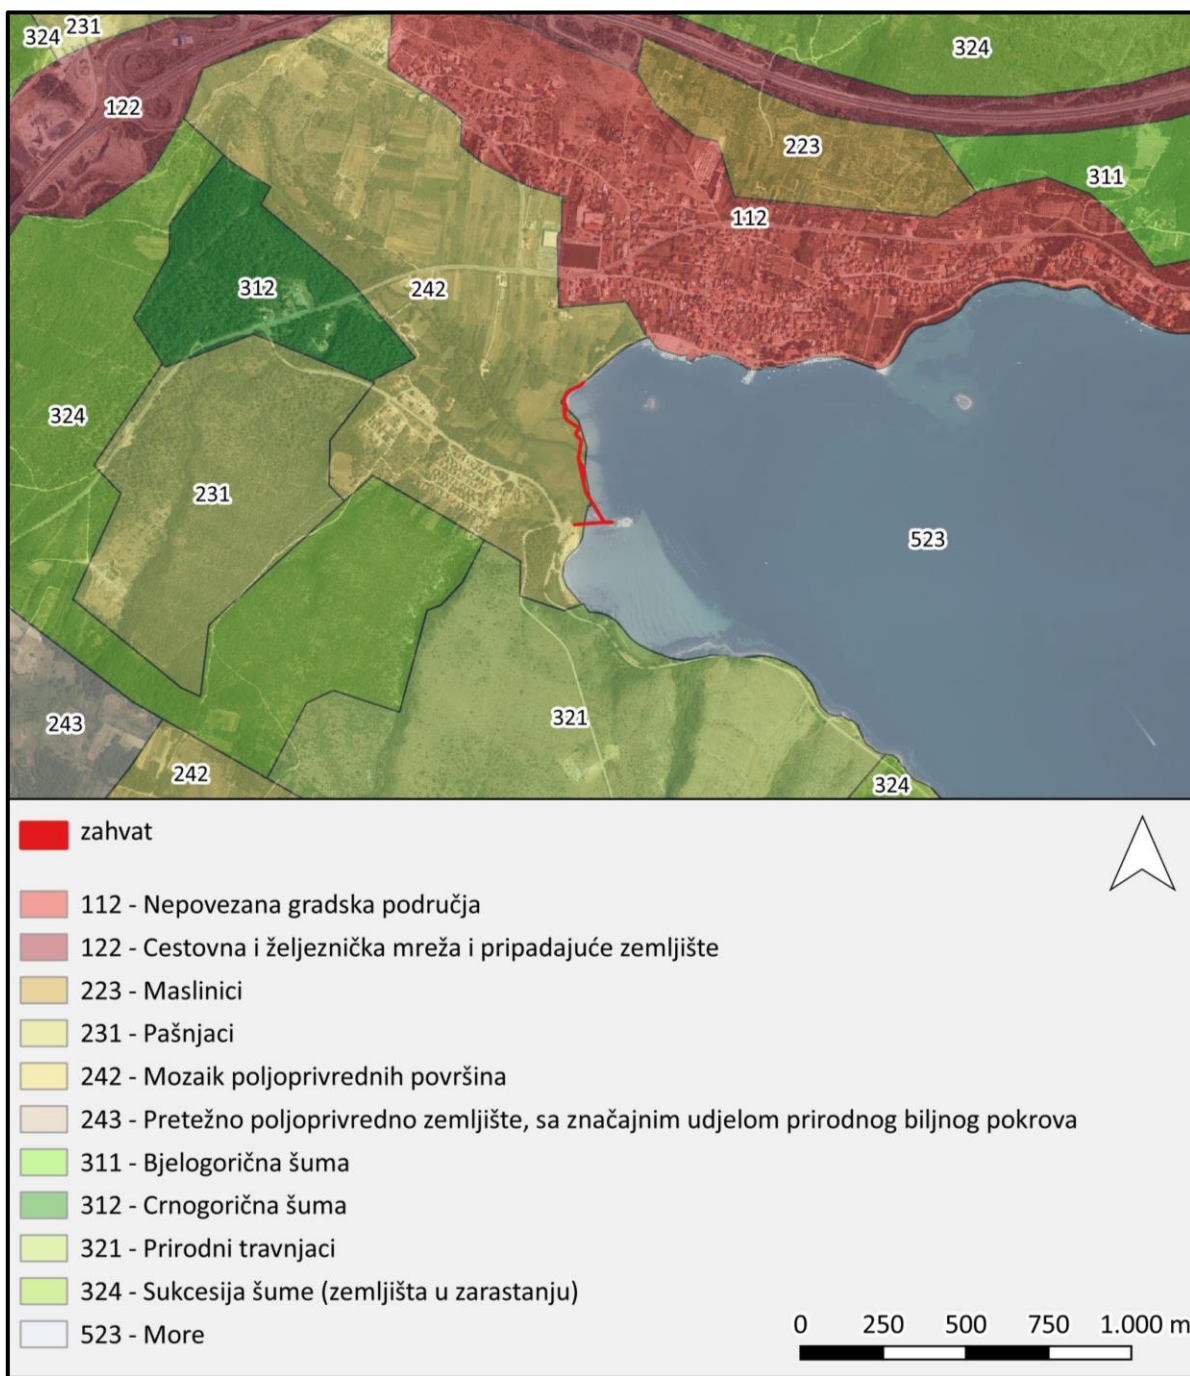 231
324
324
122
223
311
112
312
242
324
231
523
243
321
242
324
zahvat
112 - Nepovezana gradska područja
122 - Cestovna i željeznička mreža i pripadajuće zemljište
223 - Maslinici
231 - Pašnjaci
242 - Mozaik poljoprivrednih površina
243 - Pretežno poljoprivredno zemljište, sa značajnim udjelom prirodnog biljnog pokrova
311 - Bjelogorična šuma
312 - Crnogorična šuma
321 - Prirodni travnjaci
324 - Sukcesija šume (zemljišta u zarastanju)
523 - More
0 250 500 750 1.000 m